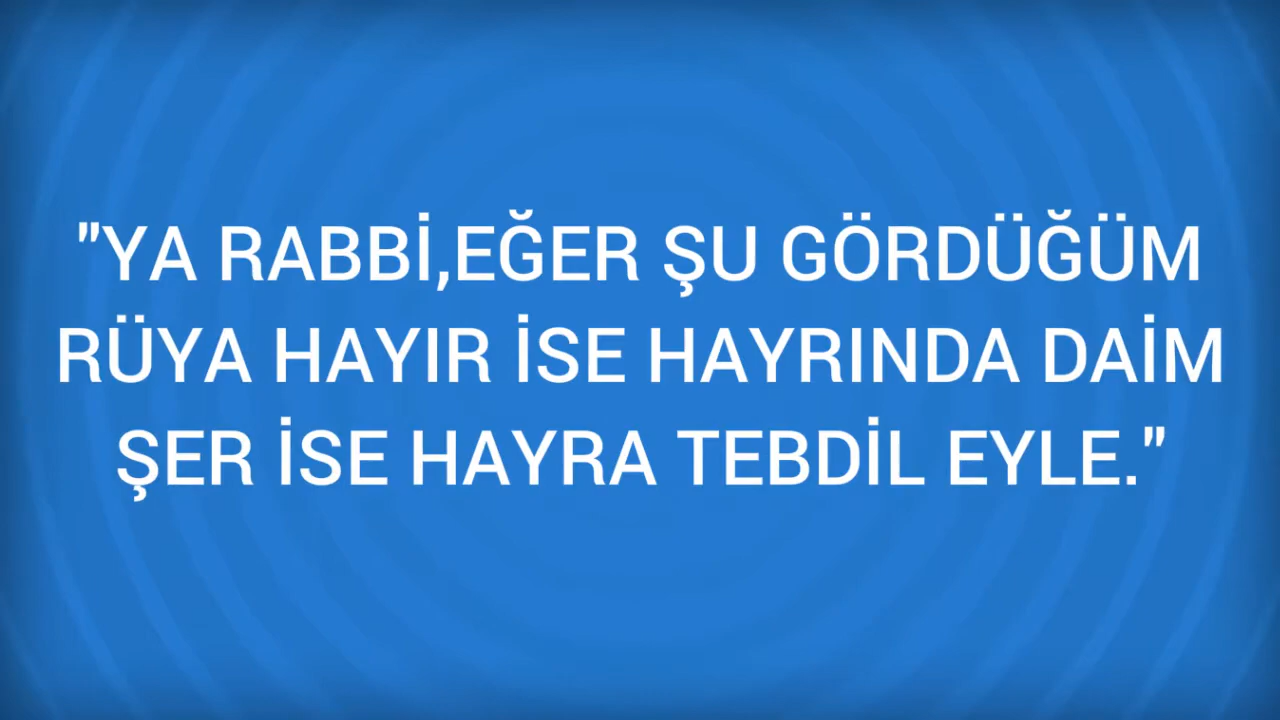 "YA RABBİ,EĞER ŞU GÖRDÜĞÜM
RÜYA HAYIR İSE HAYRINDA DAİM
ŞER İSE HAYRA TEBDİL EYLE."